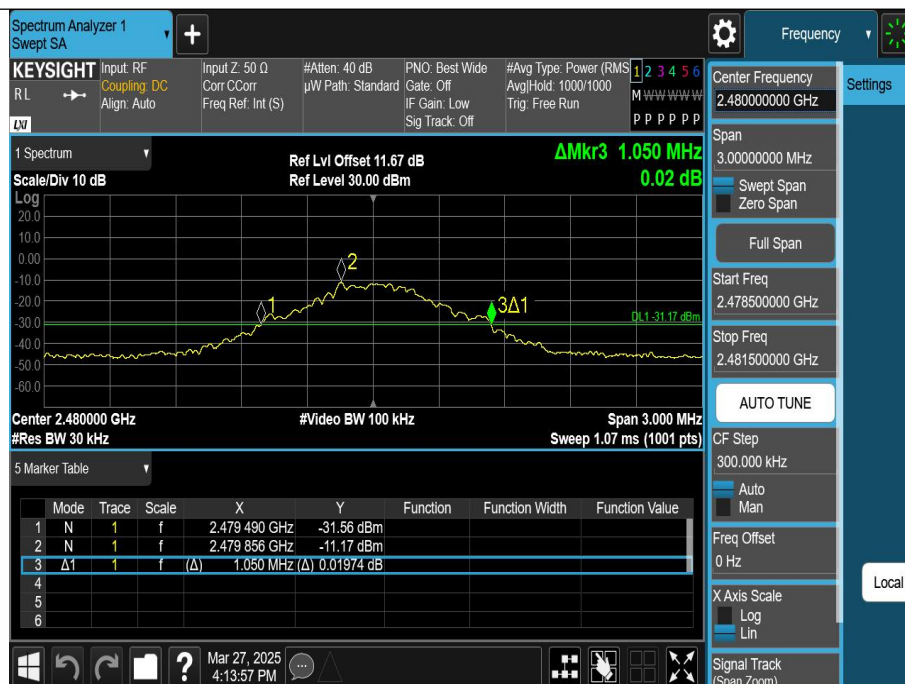 Spectrum Analyzer 1
Swept SA
+
Frequency
KEYSIGHT
RL
LXI
Input: RF
Coupling: DC
Align: Auto
Input Z: 50 Ω
Corr CCorr
Freq Ref: Int (S)
#Atten: 40 dB
µW Path: Standard
PNO: Best Wide
Gate: Off
IF Gain: Low
Sig Track: Off
#Avg Type: Power (RMS
Avg|Hold: 1000/1000
Trig: Free Run
1 2 3 4 5 6
M W W W W W
P P P P P P
1 Spectrum
Scale/Div 10 dB
Ref Lvl Offset 11.67 dB
Ref Level 30.00 dBm
ΔMkr3 1.050 MHz
0.02 dB
Log
20.0
10.0
0.00
-10.0
-20.0
-30.0
-40.0
-50.0
-60.0
2
1
3Δ1
DL1 -31.17 dBm
Center 2.480000 GHz
#Res BW 30 kHz
#Video BW 100 kHz
Span 3.000 MHz
Sweep 1.07 ms (1001 pts)
5 Marker Table
Mode Trace Scale X Y Function Function Width Function Value
1 N 1 f 2.479 490 GHz -31.56 dBm
2 N 1 f 2.479 856 GHz -11.17 dBm
3 Δ1 1 f (Δ) 1.050 MHz (Δ) 0.01974 dB
4
5
6
?
Mar 27, 2025
4:13:57 PM
Center Frequency
2.480000000 GHz
Settings
Span
3.00000000 MHz
Swept Span
Zero Span
Full Span
Start Freq
2.478500000 GHz
Stop Freq
2.481500000 GHz
AUTO TUNE
CF Step
300.000 kHz
Auto
Man
Freq Offset
0 Hz
Local
X Axis Scale
Log
Lin
Signal Track
(Span Zoom)